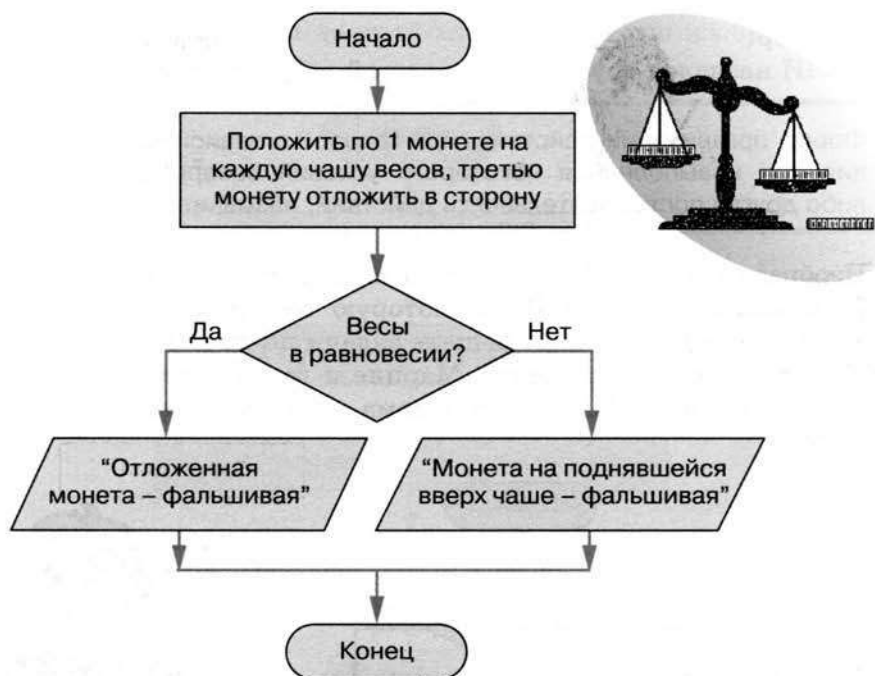 Начало
Положить по 1 монете на
каждую чашу весов, третью
монету отложить в сторону
Да
Весы
в равновесии?
Нет
“Отложенная
монета – фальшивая”
“Монета на поднявшейся
вверх чаше – фальшивая”
Конец